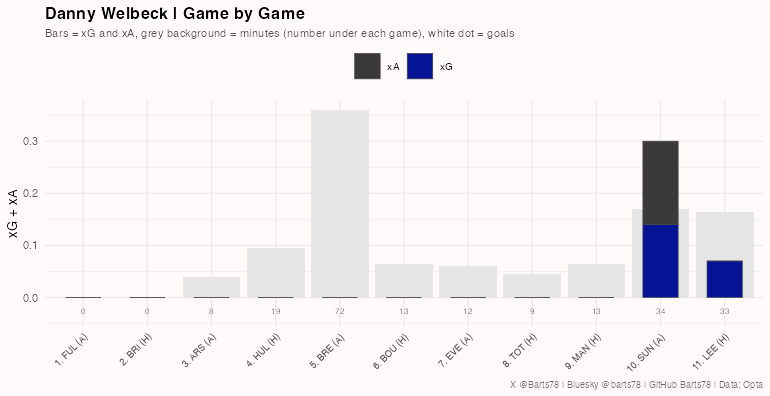 Danny Welbeck | Game by Game
Bars = xG and xA, grey background = minutes (number under each game), white dot = goals
xA xG
xG + xA
0.3
0.2
0.1
0.0
0 0 8 19 72 13 12 9 13 34 33
1. FUL (A) 2. BRI (H) 3. ARS (A) 4. HUL (H) 5. BRE (A) 6. BOU (H) 7. EVE (A) 8. TOT (H) 9. MAN (H) 10. SUN (A) 11. LEE (H)
X @Barts78 | Bluesky @barts78 | GitHub Barts78 | Data: Opta